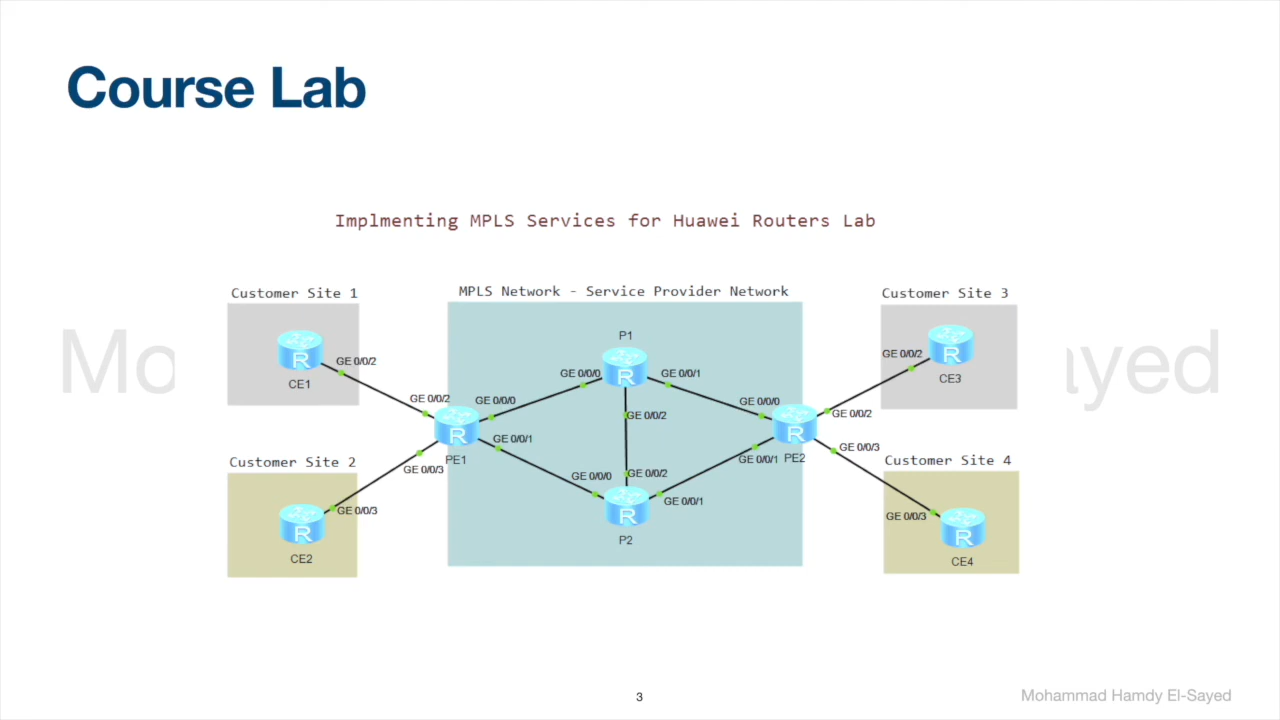 Course Lab
Implmenting MPLS Services for Huawei Routers Lab
Customer Site 1
MPLS Network - Service Provider Network
Customer Site 3
P1
R
R
R
GE 0/0/2
GE 0/0/2
CE1
CE3
GE 0/0/0
GE 0/0/1
GE 0/0/2
GE 0/0/0
GE 0/0/0
GE 0/0/2
GE 0/0/2
R
R
PE1
PE2
GE 0/0/1
GE 0/0/3
GE 0/0/1
GE 0/0/3
Customer Site 2
Customer Site 4
GE 0/0/0
GE 0/0/2
GE 0/0/1
GE 0/0/3
GE 0/0/3
R
R
R
CE2
P2
CE4
Mo
ayed
3
Mohammad Hamdy El-Sayed